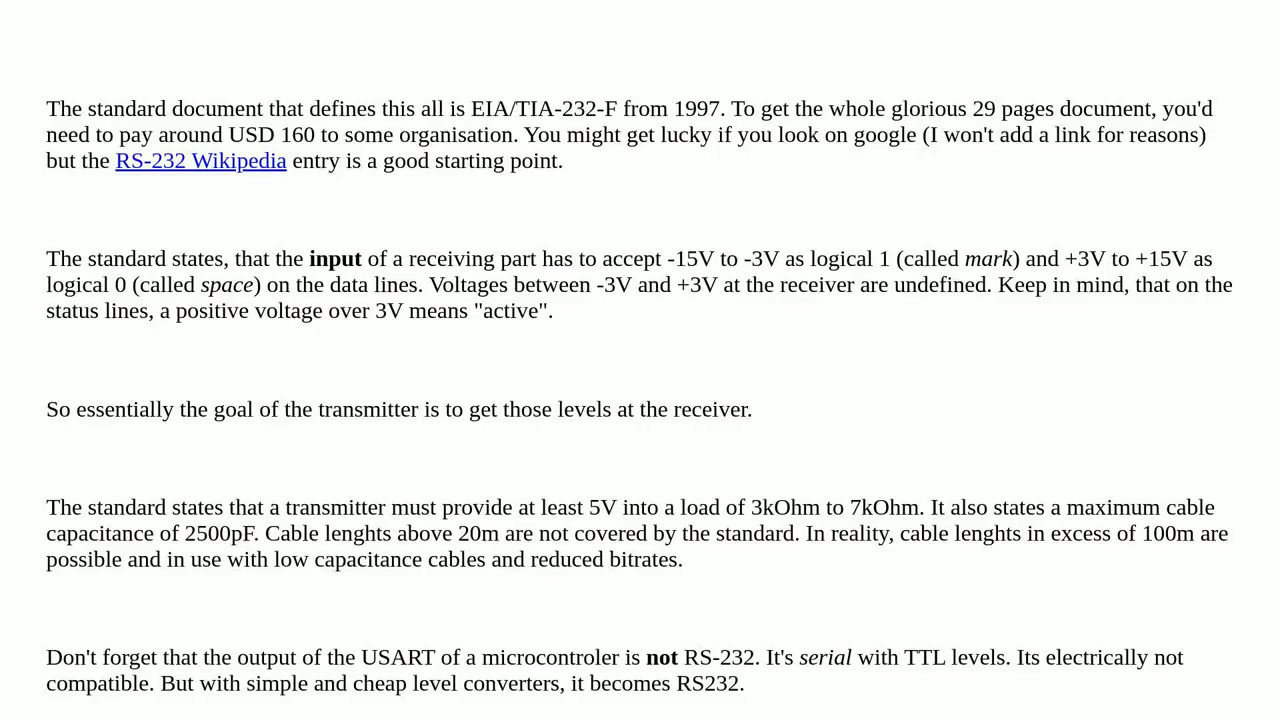 The standard document that defines this all is EIA/TIA-232-F from 1997. To get the whole glorious 29 pages document, you'd
need to pay around USD 160 to some organisation. You might get lucky if you look on google (I won't add a link for reasons)
but the RS-232 Wikipedia entry is a good starting point.
The standard states, that the input of a receiving part has to accept -15V to -3V as logical 1 (called mark) and +3V to +15V as
logical 0 (called space) on the data lines. Voltages between -3V and +3V at the receiver are undefined. Keep in mind, that on the
status lines, a positive voltage over 3V means "active".
So essentially the goal of the transmitter is to get those levels at the receiver.
The standard states that a transmitter must provide at least 5V into a load of 3kOhm to 7kOhm. It also states a maximum cable
capacitance of 2500pF. Cable lenghts above 20m are not covered by the standard. In reality, cable lenghts in excess of 100m are
possible and in use with low capacitance cables and reduced bitrates.
Don't forget that the output of the USART of a microcontroler is not RS-232. It's serial with TTL levels. Its electrically not
compatible. But with simple and cheap level converters, it becomes RS232.